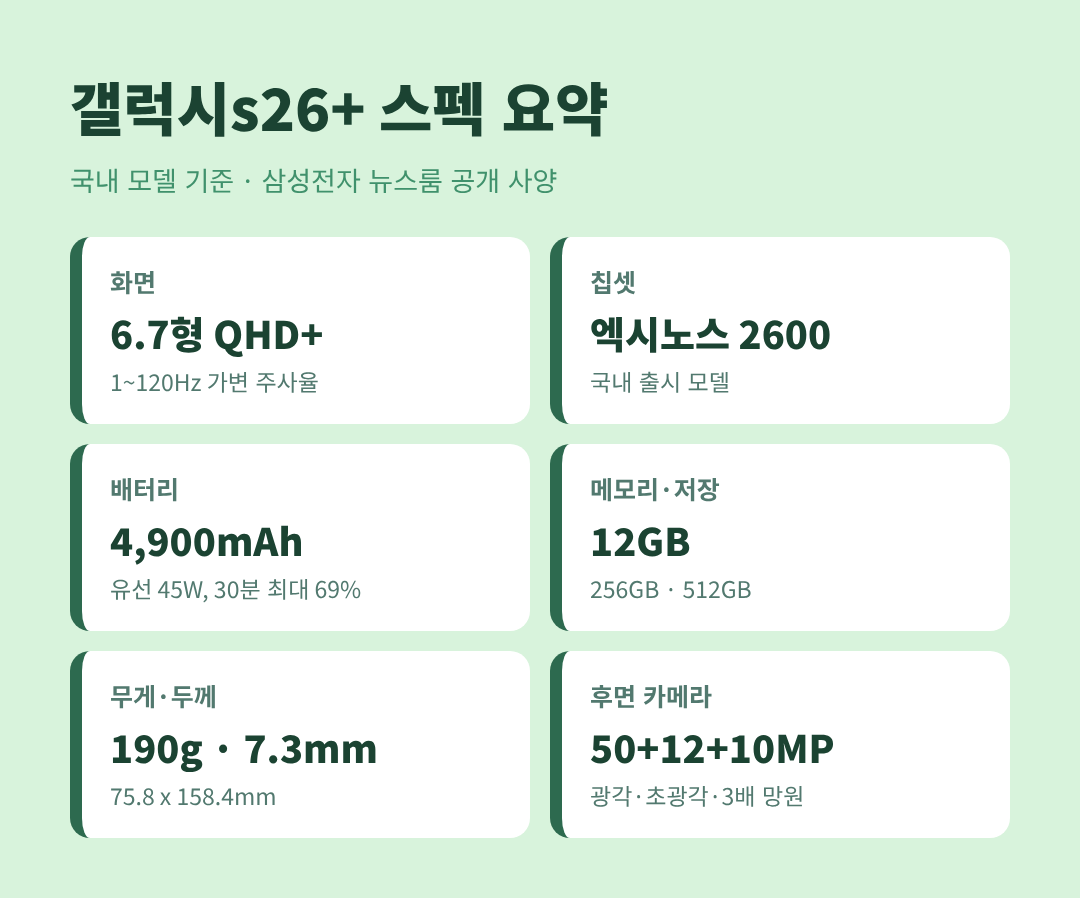 갤럭시s26+ 스펙 요약
국내 모델 기준 · 삼성전자 뉴스룸 공개 사양
화면
6.7형 QHD+
1~120Hz 가변 주사율
칩셋
엑시노스 2600
국내 출시 모델
배터리
4,900mAh
유선 45W, 30분 최대 69%
메모리·저장
12GB
256GB · 512GB
무게·두께
190g · 7.3mm
75.8 x 158.4mm
후면 카메라
50+12+10MP
광각·초광각·3배 망원